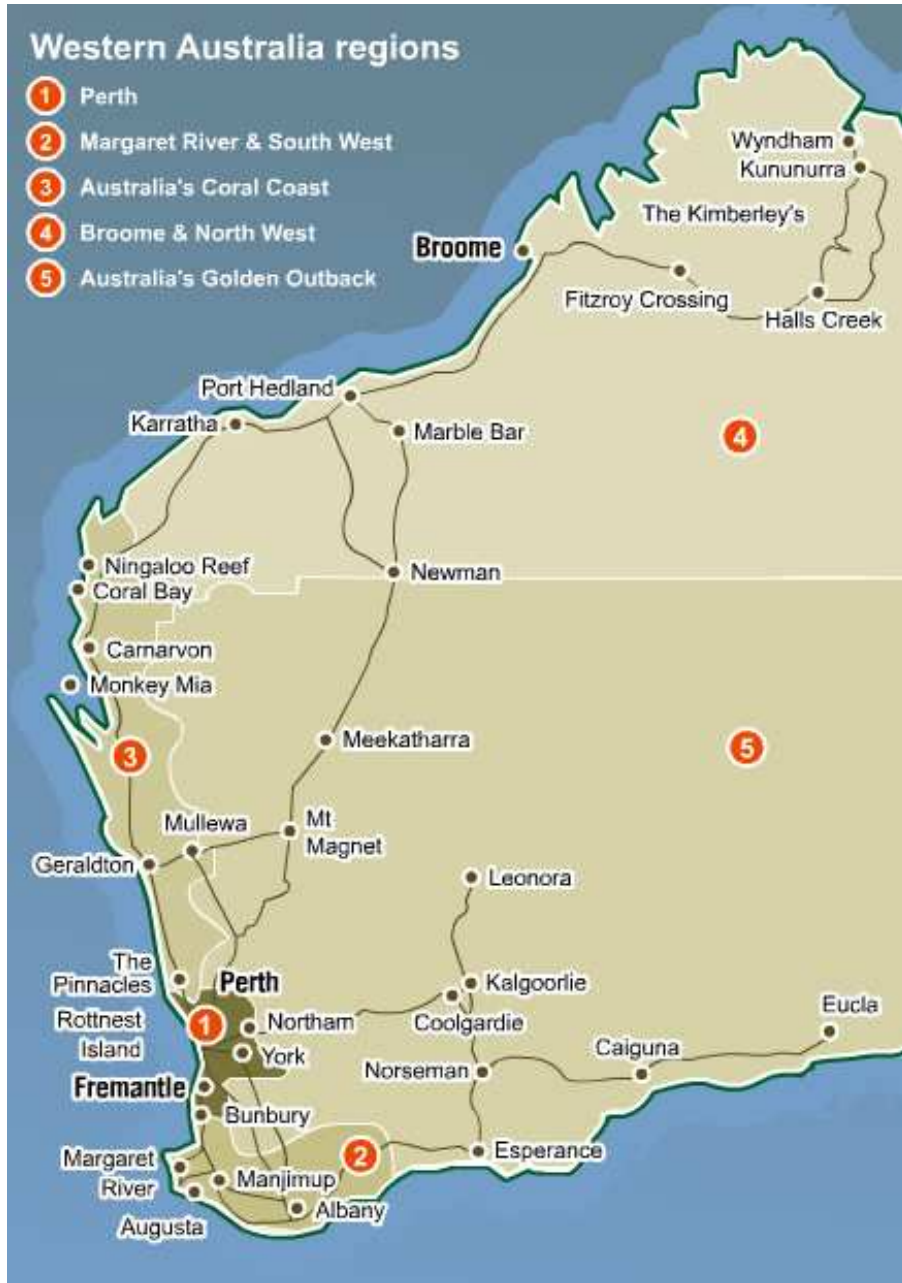 Western Australia regions
1 Perth
2 Margaret River & South West
3 Australia's Coral Coast
4 Broome & North West
5 Australia's Golden Outback
Wyndham
Kununurra
The Kimberley's
Broome
Fitzroy Crossing
Halls Creek
Port Hedland
Karratha
Marble Bar
4
Ningaloo Reef
Newman
Coral Bay
Carnarvon
Monkey Mia
Meekatharra
3
5
Mullewa
Mt
Magnet
Geraldton
Leonora
The
Pinnacles
Perth
Kalgoorlie
Rottnest
Island
1
Northam
Coolgardie
Eucla
York
Caiguna
Norseman
Fremantle
Bunbury
Esperance
2
Margaret
River
Manjimup
Albany
Augusta